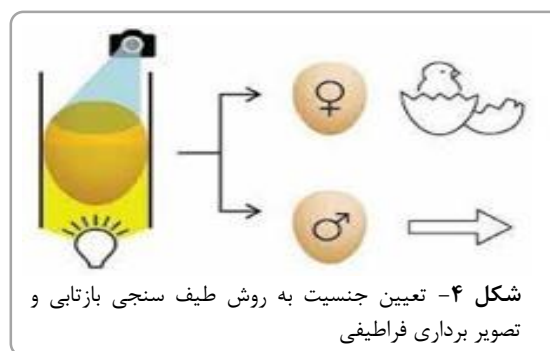 شکل ۴- تعیین جنسیت به روش طیف سنجی بازتابی و
تصویر برداری فراطیفی